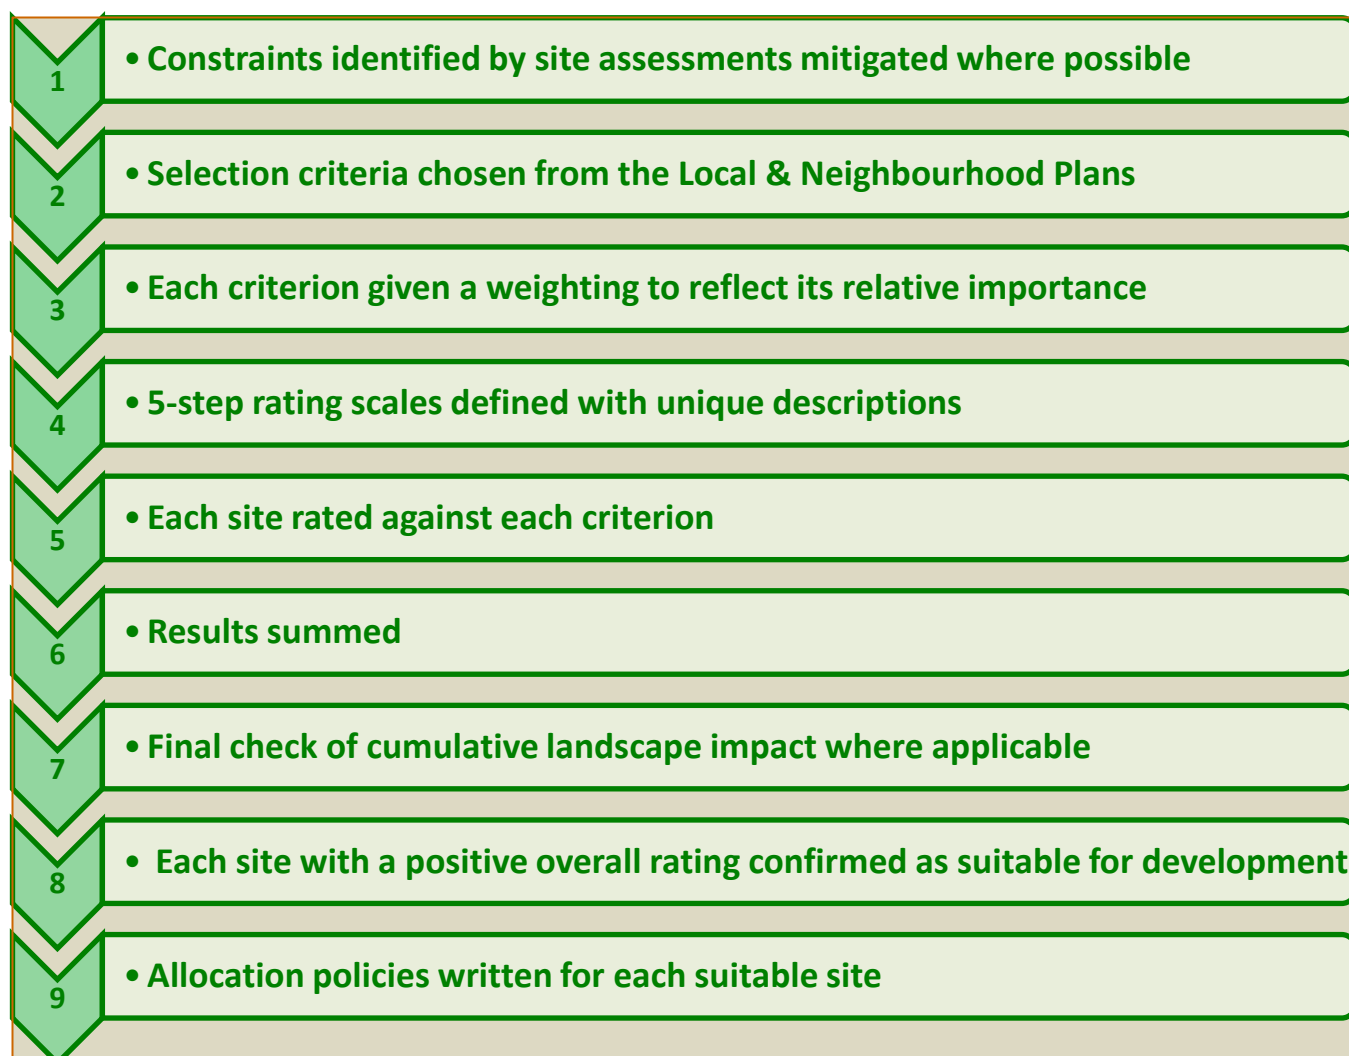 1
• Constraints identified by site assessments mitigated where possible
2
• Selection criteria chosen from the Local & Neighbourhood Plans
3
• Each criterion given a weighting to reflect its relative importance
4
• 5-step rating scales defined with unique descriptions
5
• Each site rated against each criterion
6
• Results summed
7
• Final check of cumulative landscape impact where applicable
8
• Each site with a positive overall rating confirmed as suitable for development
9
• Allocation policies written for each suitable site